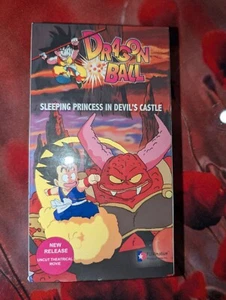 DRAGON
BALL
SLEEPING PRINCESS IN DEVIL'S CASTLE
NEW
RELEASE
UNCUT THEATRICAL
MOVIE